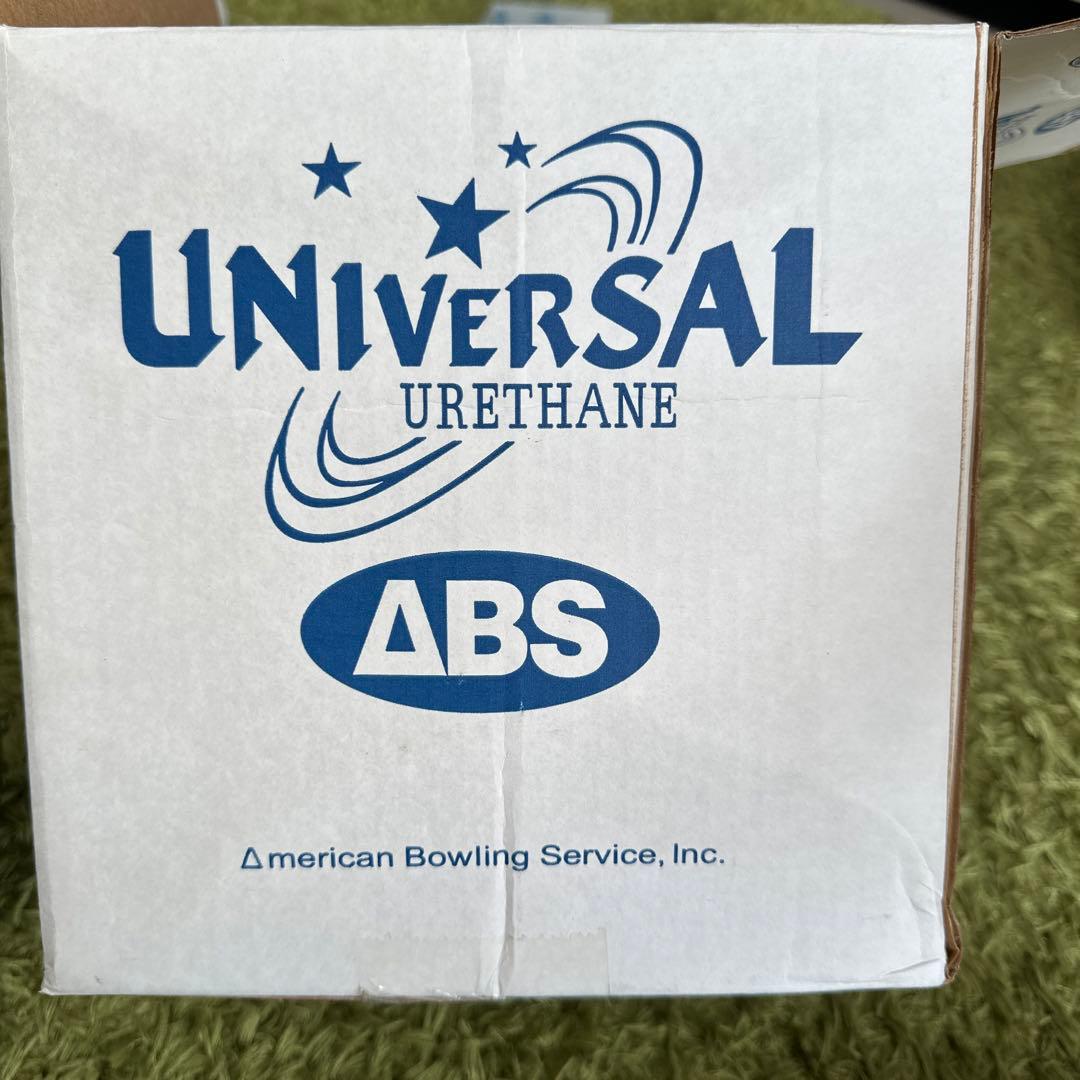 UNIVERSAL
URETHANE
ΔBS
Δmerican Bowling Service, Inc.